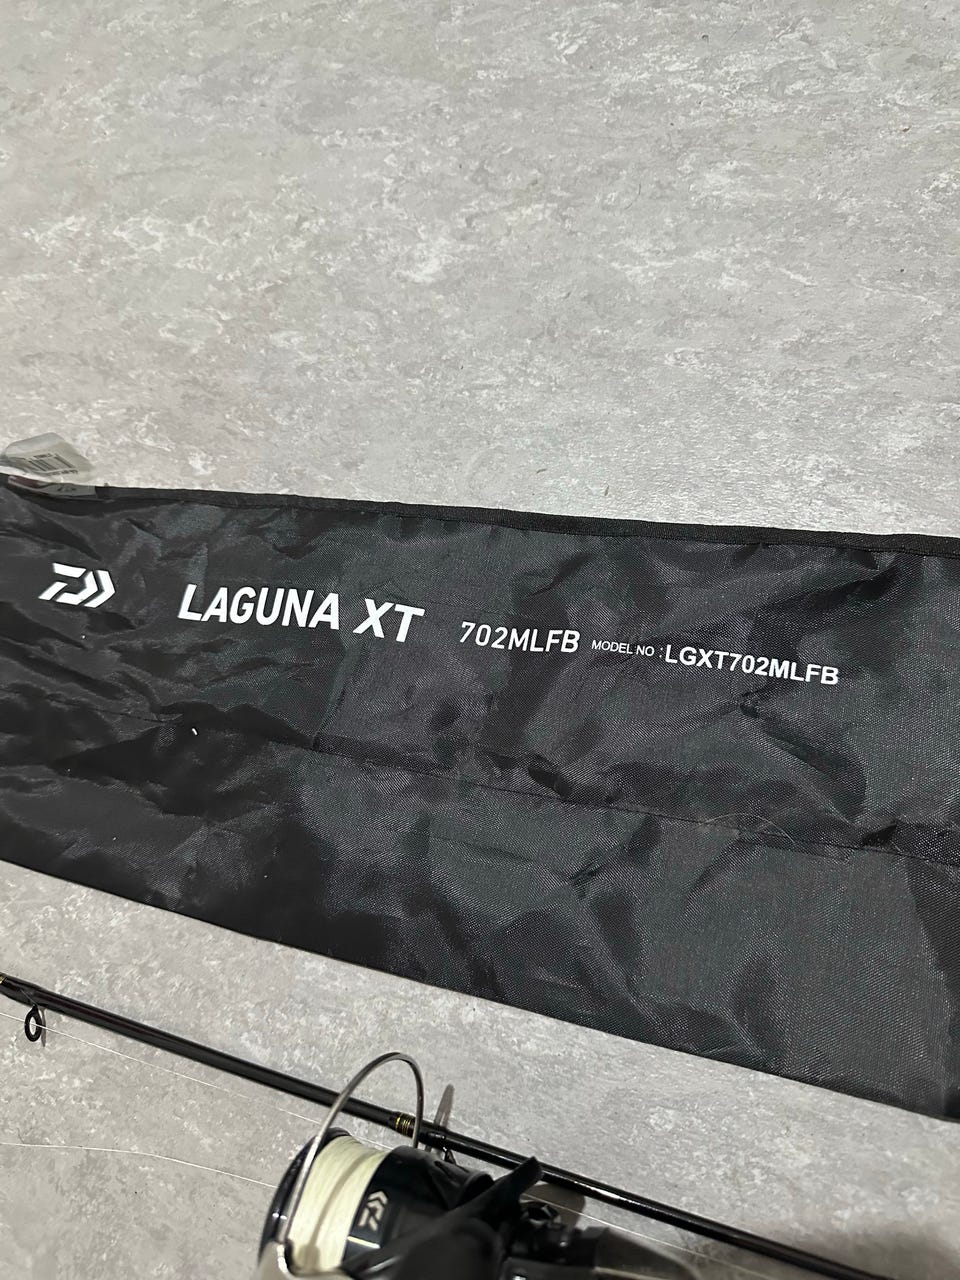 LAGUNA XT 702MLFB MODEL NO : LGXT702MLFB